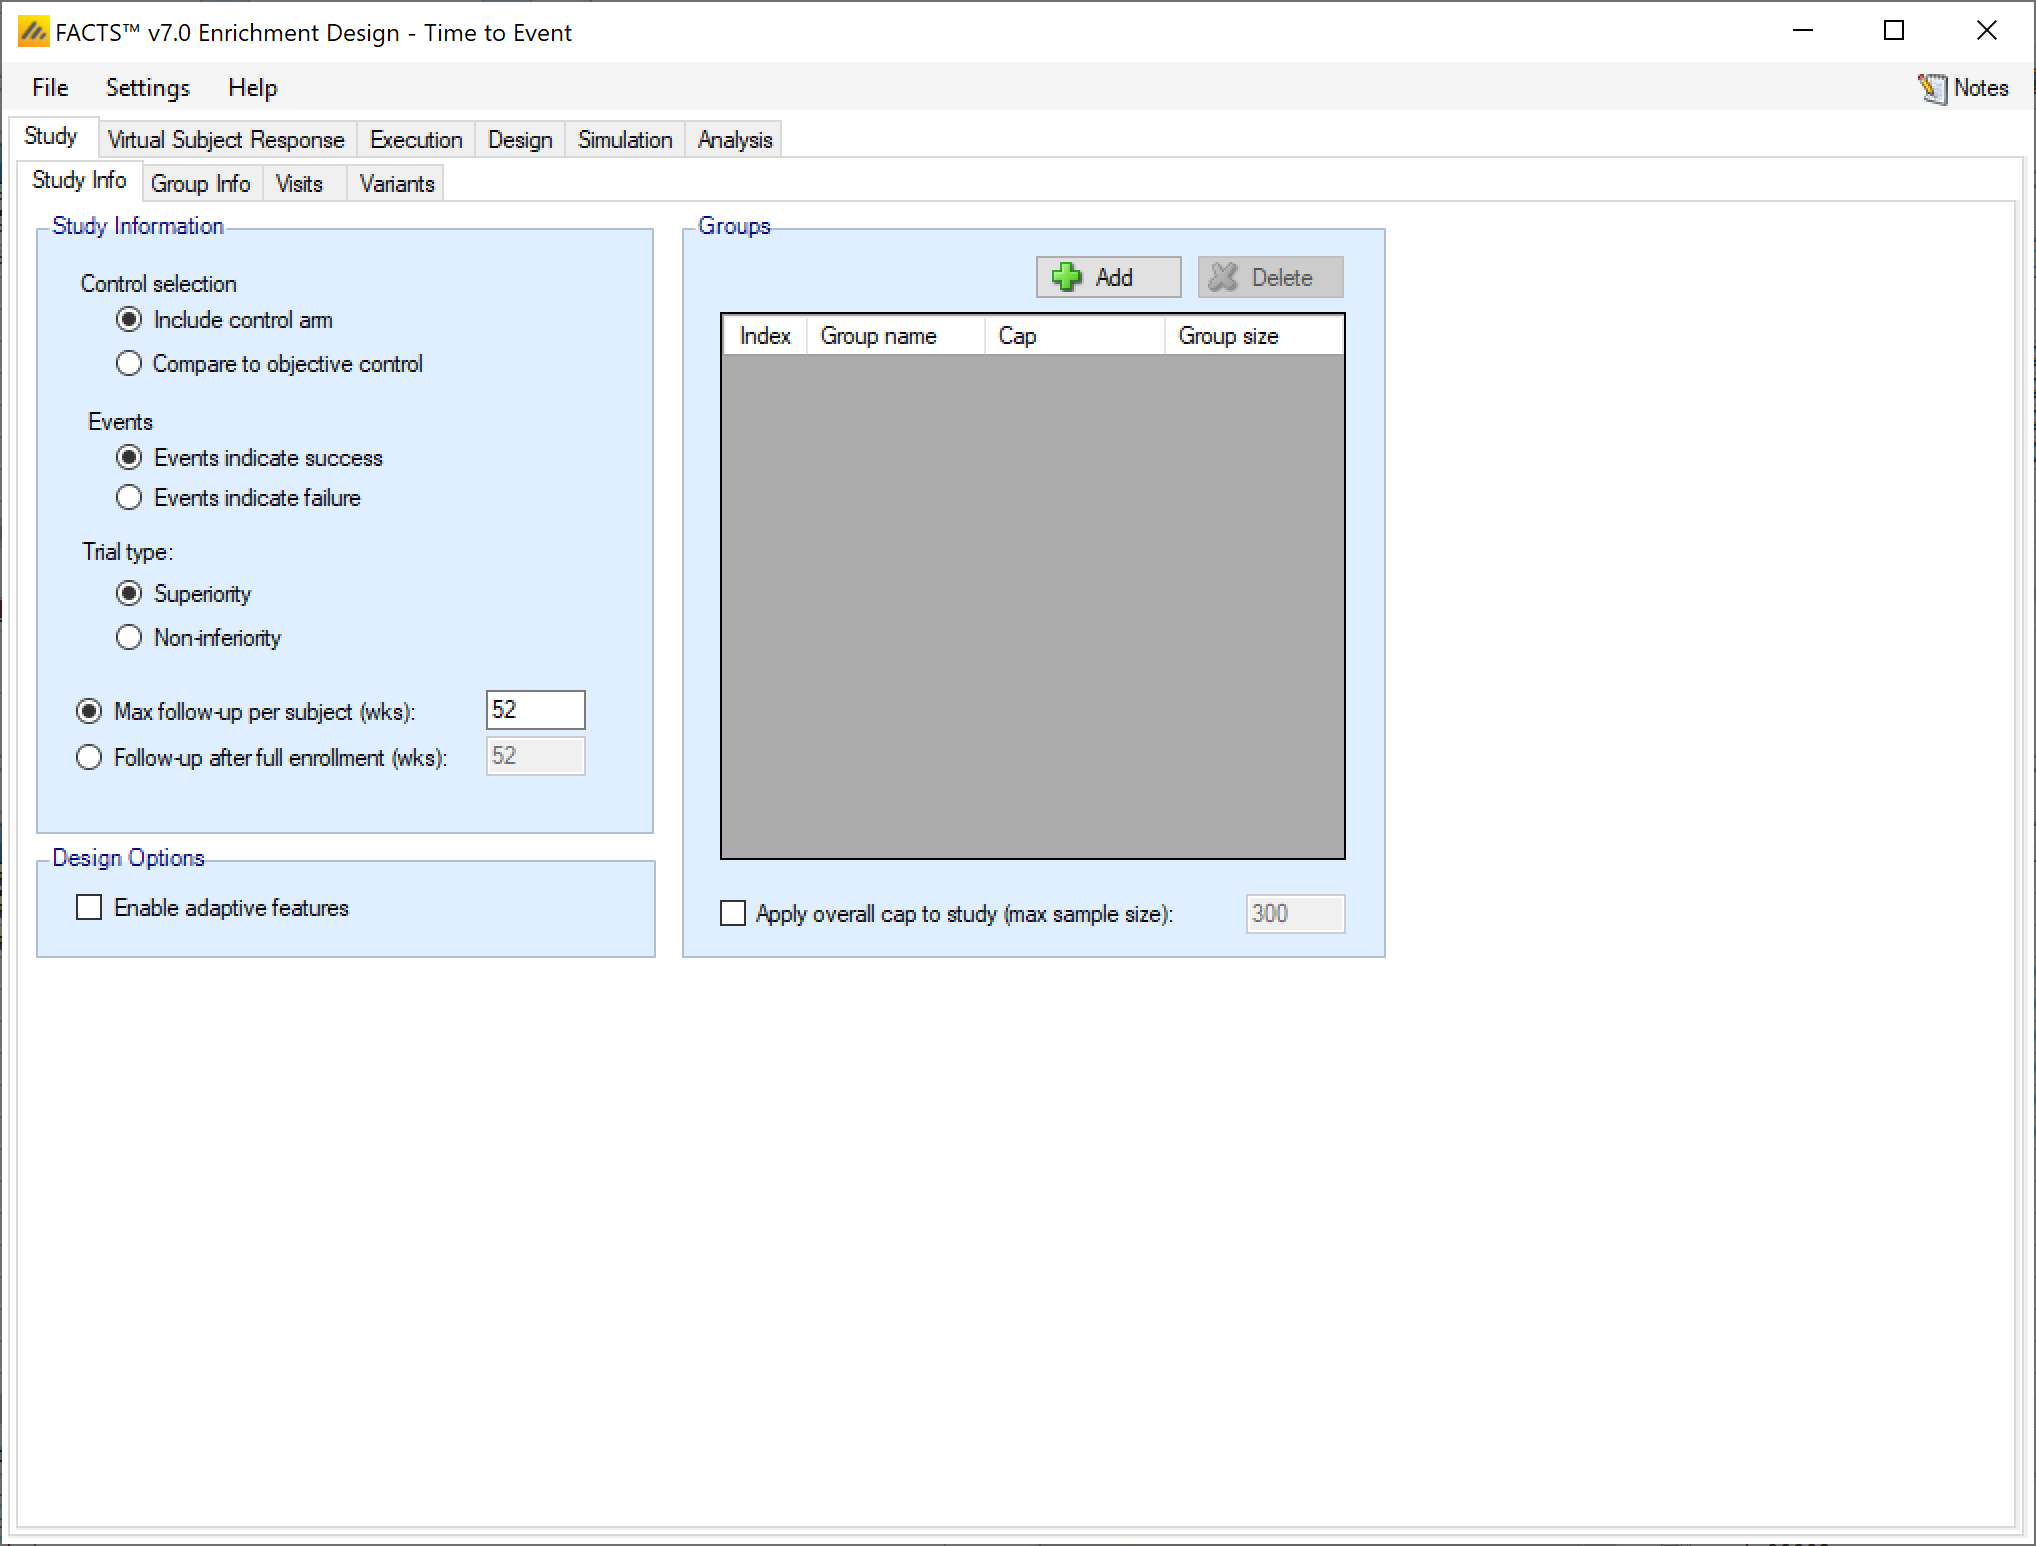 FACTS™ v7.0 Enrichment Design - Time to Event
File Settings Help Notes
Study Virtual Subject Response Execution Design Simulation Analysis
Study Info Group Info Visits Variants
Study Information
Control selection
Include control arm
Compare to objective control
Events
Events indicate success
Events indicate failure
Trial type:
Superiority
Non-inferiority
Max follow-up per subject (wks): 52
Follow-up after full enrollment (wks): 52
Design Options
Enable adaptive features
Groups
Add Delete
Index Group name Cap Group size
Apply overall cap to study (max sample size): 300